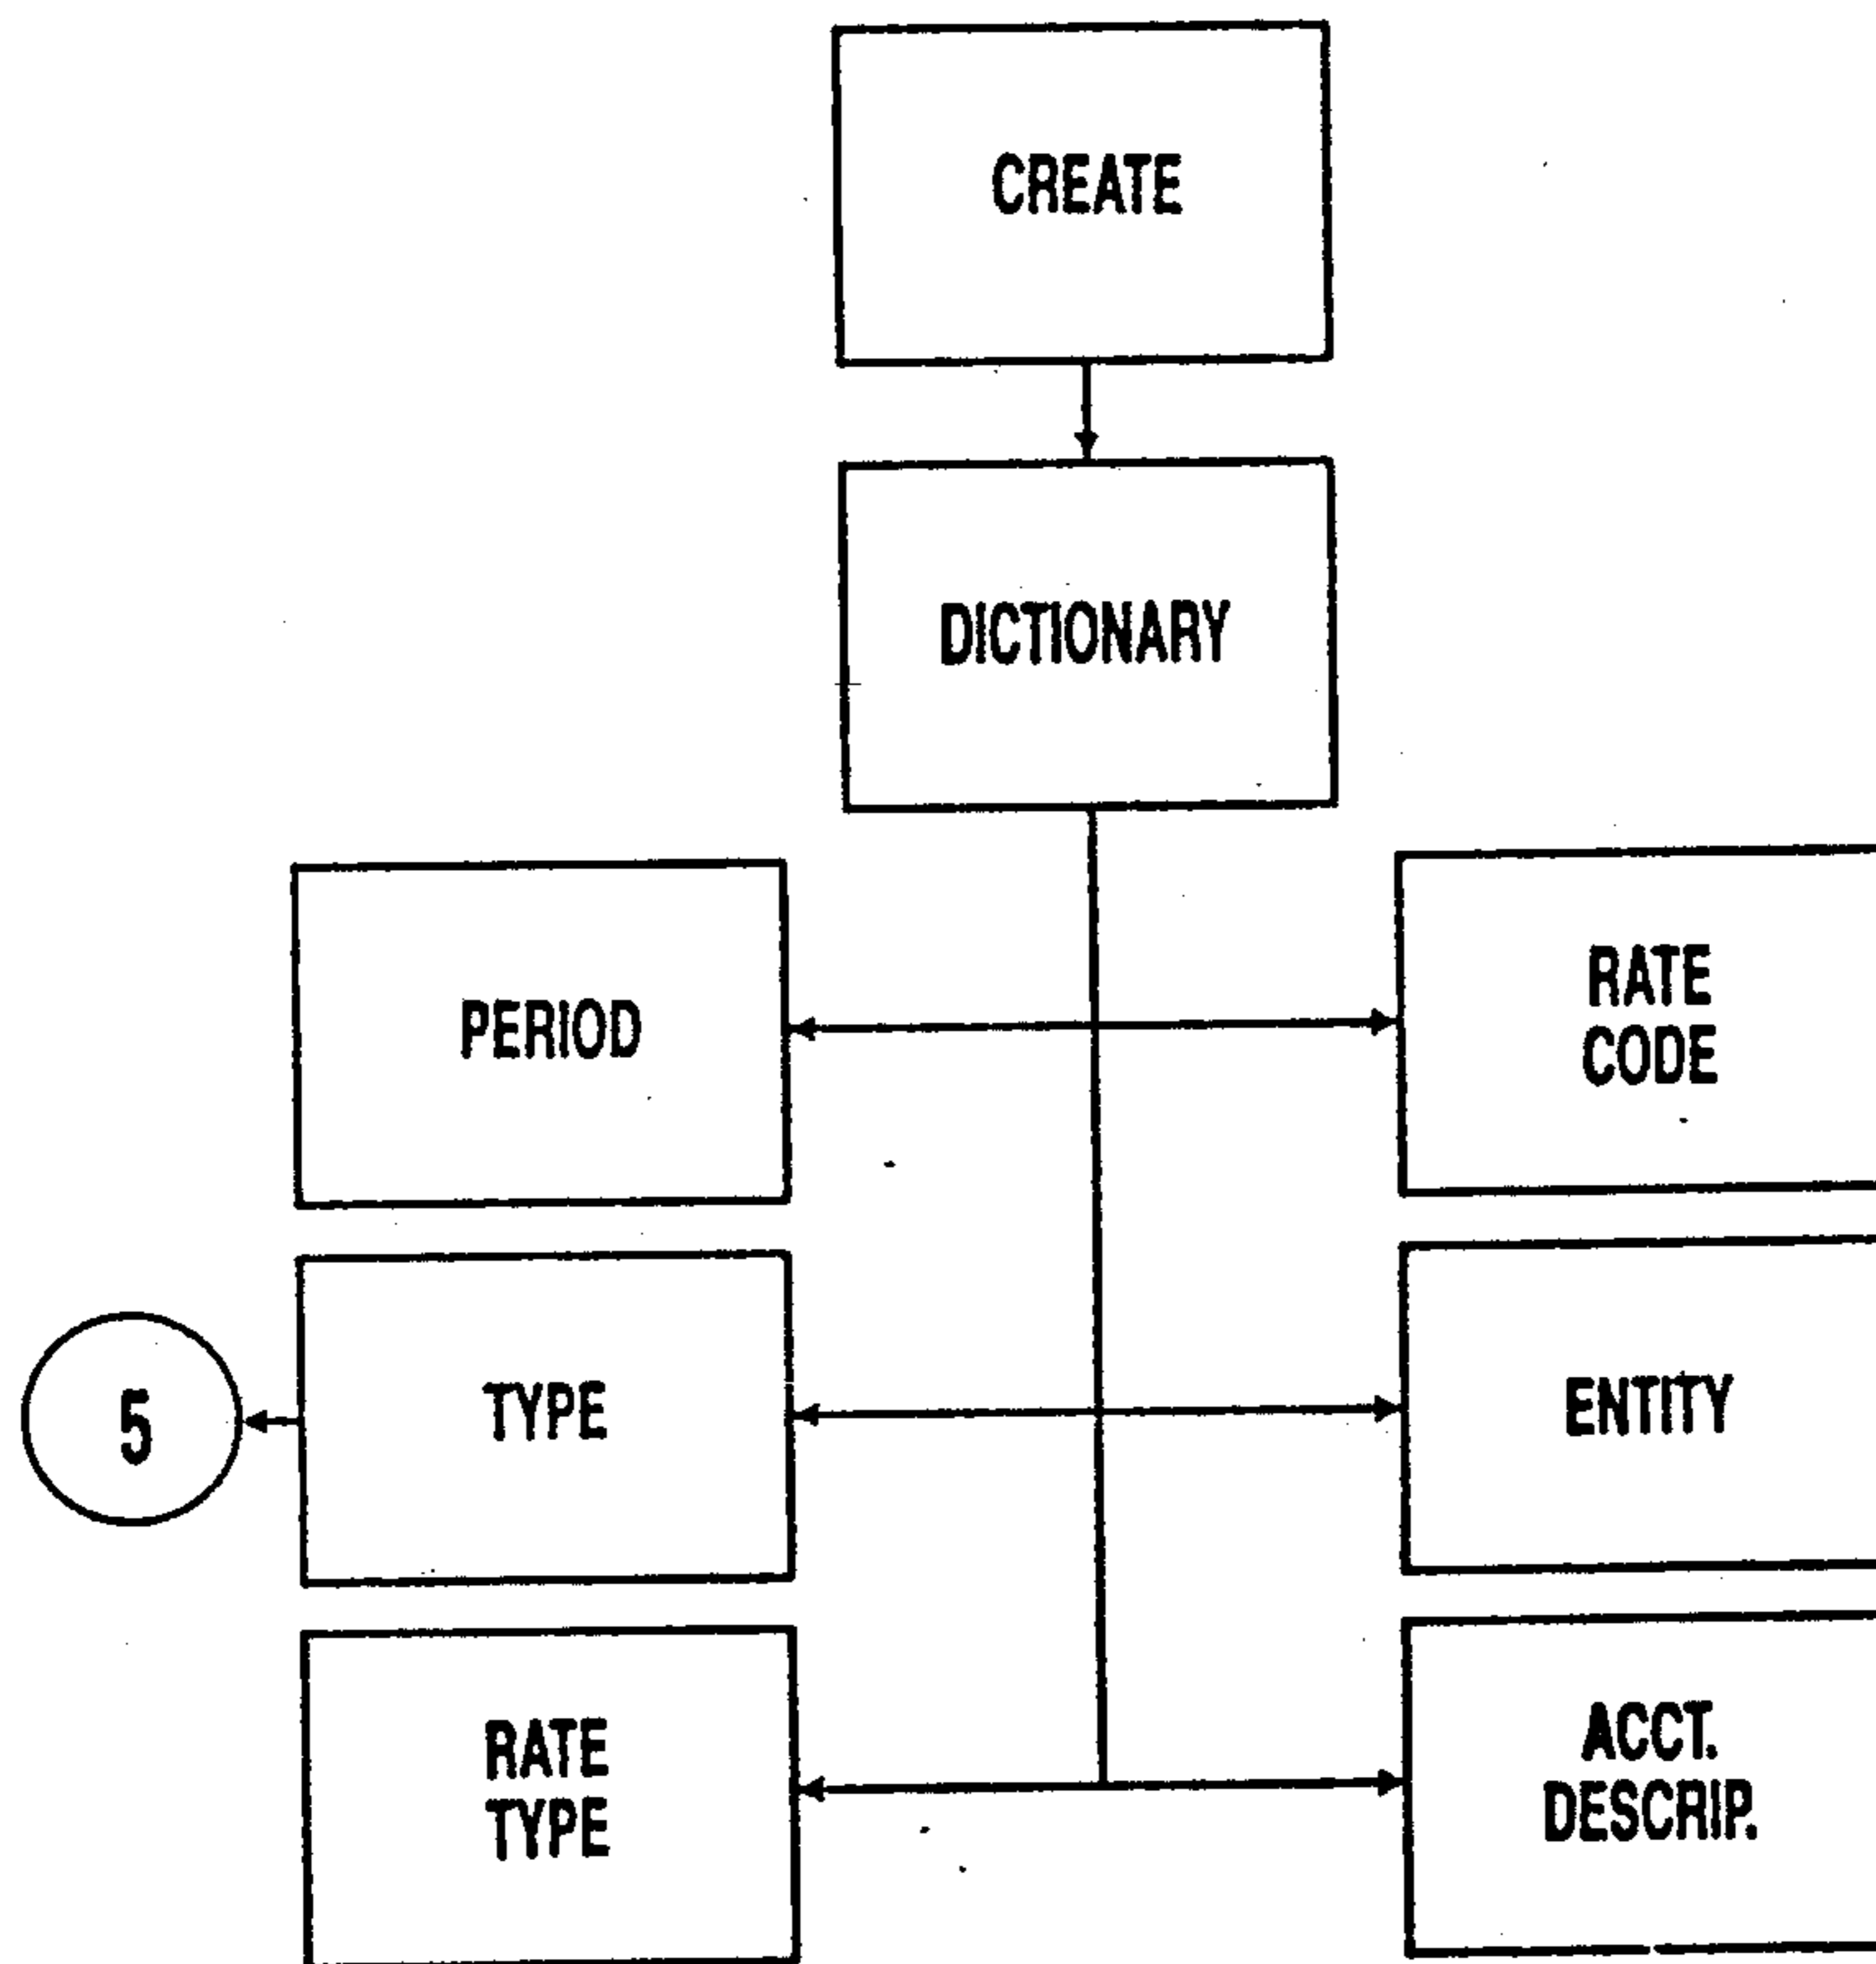 CREATE
DICTIONARY
PERIOD
RATE
CODE
5
TYPE
ENTITY
RATE
TYPE
ACCT.
DESCRIP.